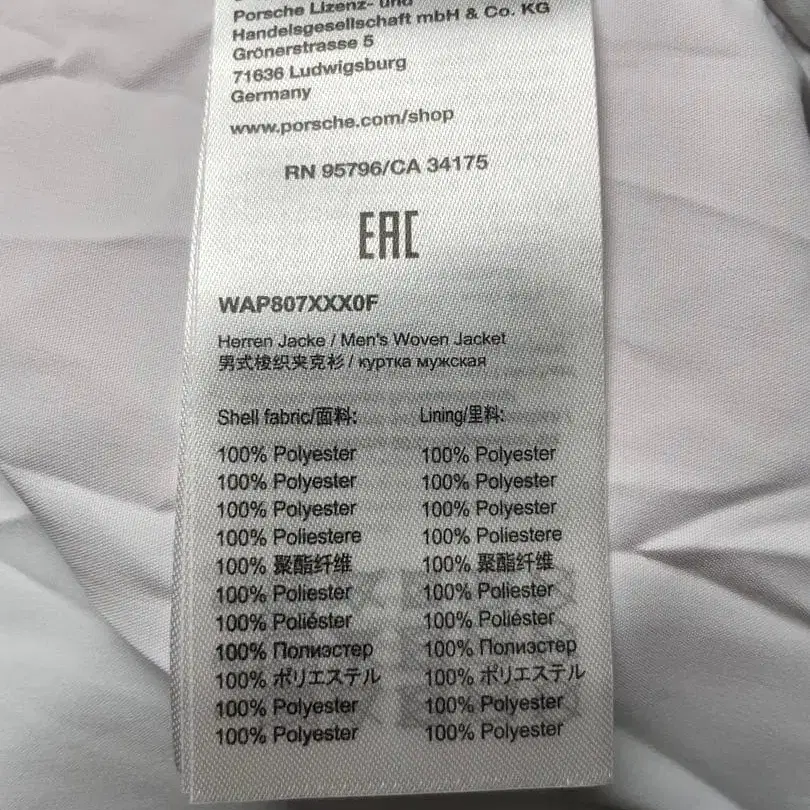 Porsche Lizenz- und
Handelsgesellschaft mbH & Co. KG
Grönerstrasse 5
71636 Ludwigsburg
Germany
www.porsche.com/shop
RN 95796/CA 34175
EAC
WAP807XXX0F
Herren Jacke / Men's Woven Jacket
男式梭织夹克衫 / куртка мужская
Shell fabric/面料: Lining/里料:
100% Polyester 100% Polyester
100% Polyester 100% Polyester
100% Polyester 100% Polyester
100% Poliestere 100% Poliestere
100% 聚酯纤维 100% 聚酯纤维
100% Poliester 100% Poliester
100% Poliéster 100% Poliéster
100% Полиэстер 100% Полиэстер
100% ポリエステル 100% ポリエステル
100% Polyester 100% Polyester
100% Polyester 100% Polyester